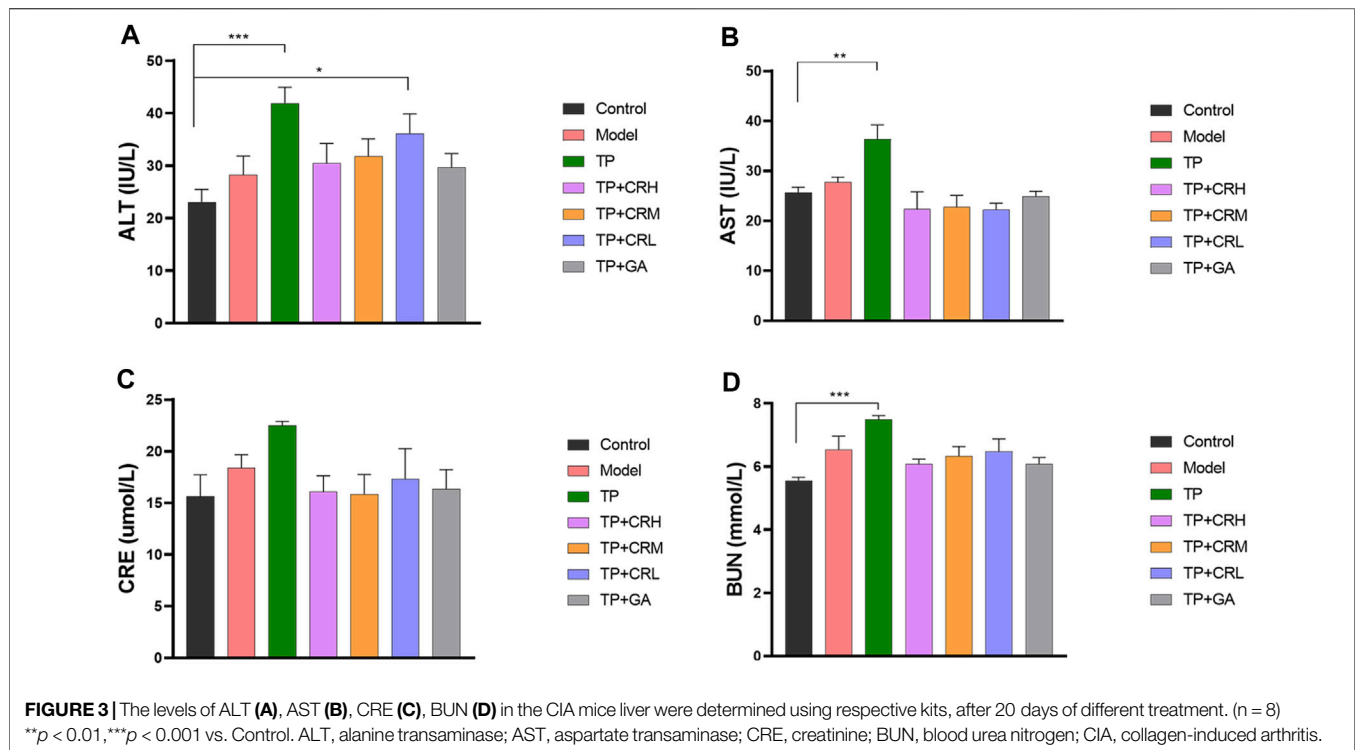 A
***
*
ALT (IU/L)
50
40
30
20
10
0
Control
Model
TP
TP+CRH
TP+CRM
TP+CRL
TP+GA
B
**
AST (IU/L)
50
40
30
20
10
0
Control
Model
TP
TP+CRH
TP+CRM
TP+CRL
TP+GA
C
CRE (umol/L)
25
20
15
10
5
0
Control
Model
TP
TP+CRH
TP+CRM
TP+CRL
TP+GA
D
***
BUN (mmol/L)
8
6
4
2
0
Control
Model
TP
TP+CRH
TP+CRM
TP+CRL
TP+GA
FIGURE 3 | The levels of ALT (A), AST (B), CRE (C), BUN (D) in the CIA mice liver were determined using respective kits, after 20 days of different treatment. (n = 8)
**p < 0.01,***p < 0.001 vs. Control. ALT, alanine transaminase; AST, aspartate transaminase; CRE, creatinine; BUN, blood urea nitrogen; CIA, collagen-induced arthritis.